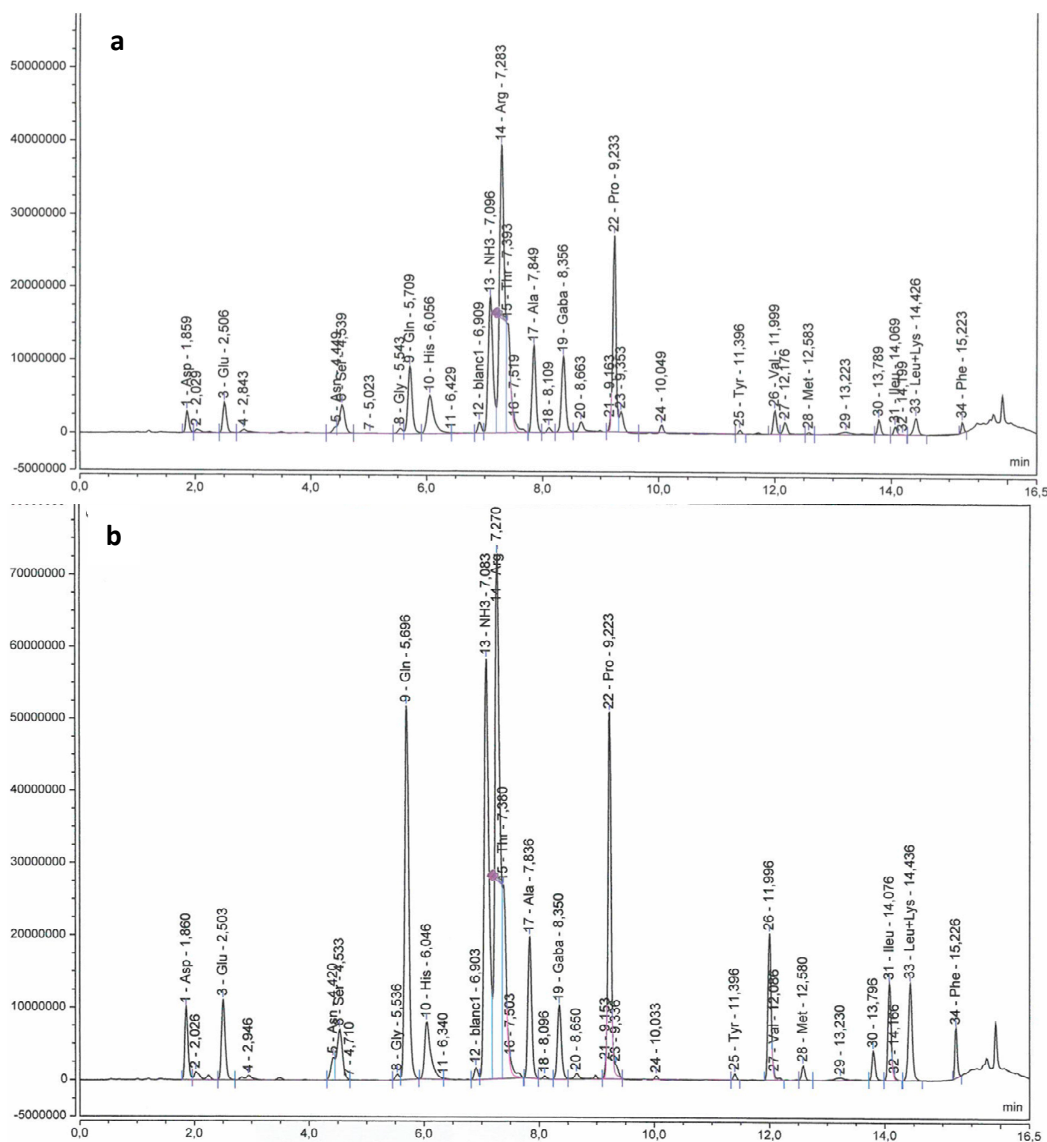 a
50000000
40000000
30000000
20000000
10000000
0
-5000000
1 - Asp - 1,859
2 - 2,029
3 - Glu - 2,506
4 - 2,843
5 - Asn - 4,449
6 - Ser - 4,539
7 - 5,023
8 - Gly - 5,543
9 - Gln - 5,709
10 - His - 6,056
11 - 6,429
12 - blanc1 - 6,909
13 - NH3 - 7,096
14 - Arg - 7,283
15 - Thr - 7,393
16 - 7,519
17 - Ala - 7,849
18 - 8,109
19 - Gaba - 8,356
20 - 8,663
21 - 9,163
22 - Pro - 9,233
23 - 9,353
24 - 10,049
25 - Tyr - 11,396
26 - Val - 11,999
27 - 12,176
28 - Met - 12,583
29 - 13,223
30 - 13,789
31 - Ileu - 14,069
32 - 14,199
33 - Leu+Lys - 14,426
34 - Phe - 15,223
min
0,0 2,0 4,0 6,0 8,0 10,0 12,0 14,0 16,5
b
70000000
60000000
50000000
40000000
30000000
20000000
10000000
0
-5000000
1 - Asp - 1,860
2 - 2,026
3 - Glu - 2,503
4 - 2,946
5 - Asn - 4,420
6 - Ser - 4,533
7 - 4,710
8 - Gly - 5,536
9 - Gln - 5,696
10 - His - 6,046
11 - 6,340
12 - blanc1 - 6,903
13 - NH3 - 7,083
14 - Arg - 7,270
15 - Thr - 7,380
16 - 7,503
17 - Ala - 7,836
18 - 8,096
19 - Gaba - 8,350
20 - 8,650
21 - 9,153
22 - Pro - 9,223
23 - 9,336
24 - 10,033
25 - Tyr - 11,396
26 - 11,996
27 - Val - 12,086
28 - Met - 12,580
29 - 13,230
30 - 13,796
31 - Ileu - 14,076
32 - 14,166
33 - Leu+Lys - 14,436
34 - Phe - 15,226
min
0,0 2,0 4,0 6,0 8,0 10,0 12,0 14,0 16,5